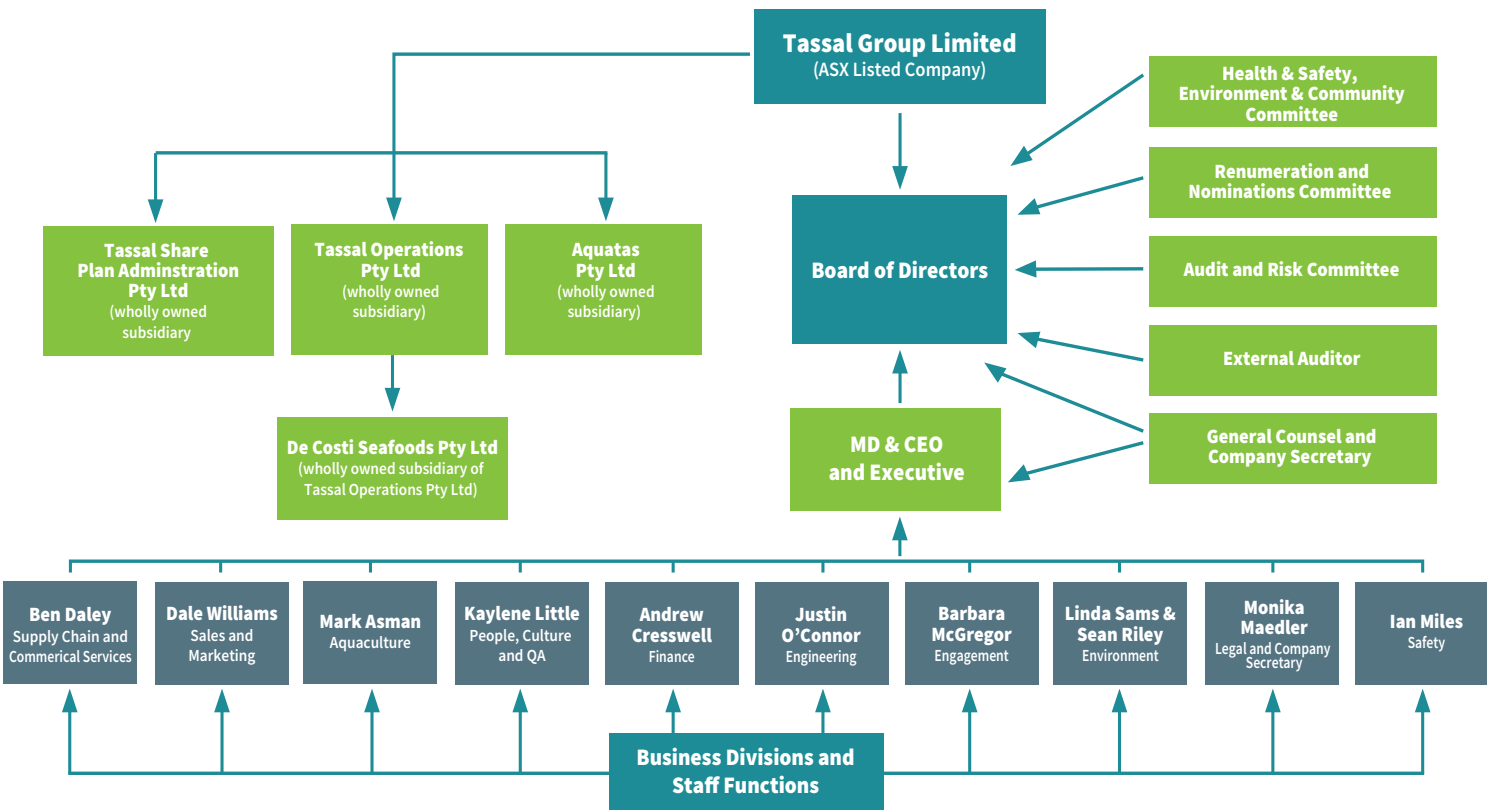 Tassal Group Limited
(ASX Listed Company)
Health & Safety,
Environment & Community
Committee
Renumeration and
Nominations Committee
Audit and Risk Committee
External Auditor
General Counsel and
Company Secretary
Board of Directors
MD & CEO
and Executive
Tassal Share
Plan Adminstration
Pty Ltd
(wholly owned
subsidiary
Tassal Operations
Pty Ltd
(wholly owned
subsidiary)
Aquatas
Pty Ltd
(wholly owned
subsidiary)
De Costi Seafoods Pty Ltd
(wholly owned subsidiary of
Tassal Operations Pty Ltd)
Ben Daley
Supply Chain and
Commerical Services
Dale Williams
Sales and
Marketing
Mark Asman
Aquaculture
Kaylene Little
People, Culture
and QA
Andrew
Cresswell
Finance
Justin
O’Connor
Engineering
Barbara
McGregor
Engagement
Linda Sams &
Sean Riley
Environment
Monika
Maedler
Legal and Company
Secretary
Ian Miles
Safety
Business Divisions and
Staff Functions